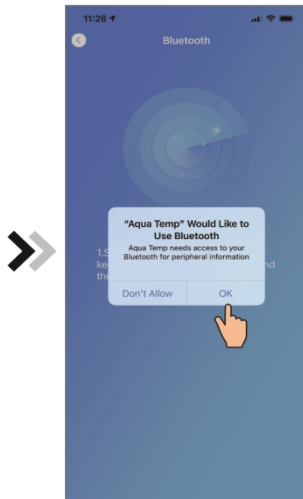 11:26
Bluetooth
"Aqua Temp" Would Like to
Use Bluetooth
Aqua Temp needs access to your
Bluetooth for peripheral information
Don't Allow
OK